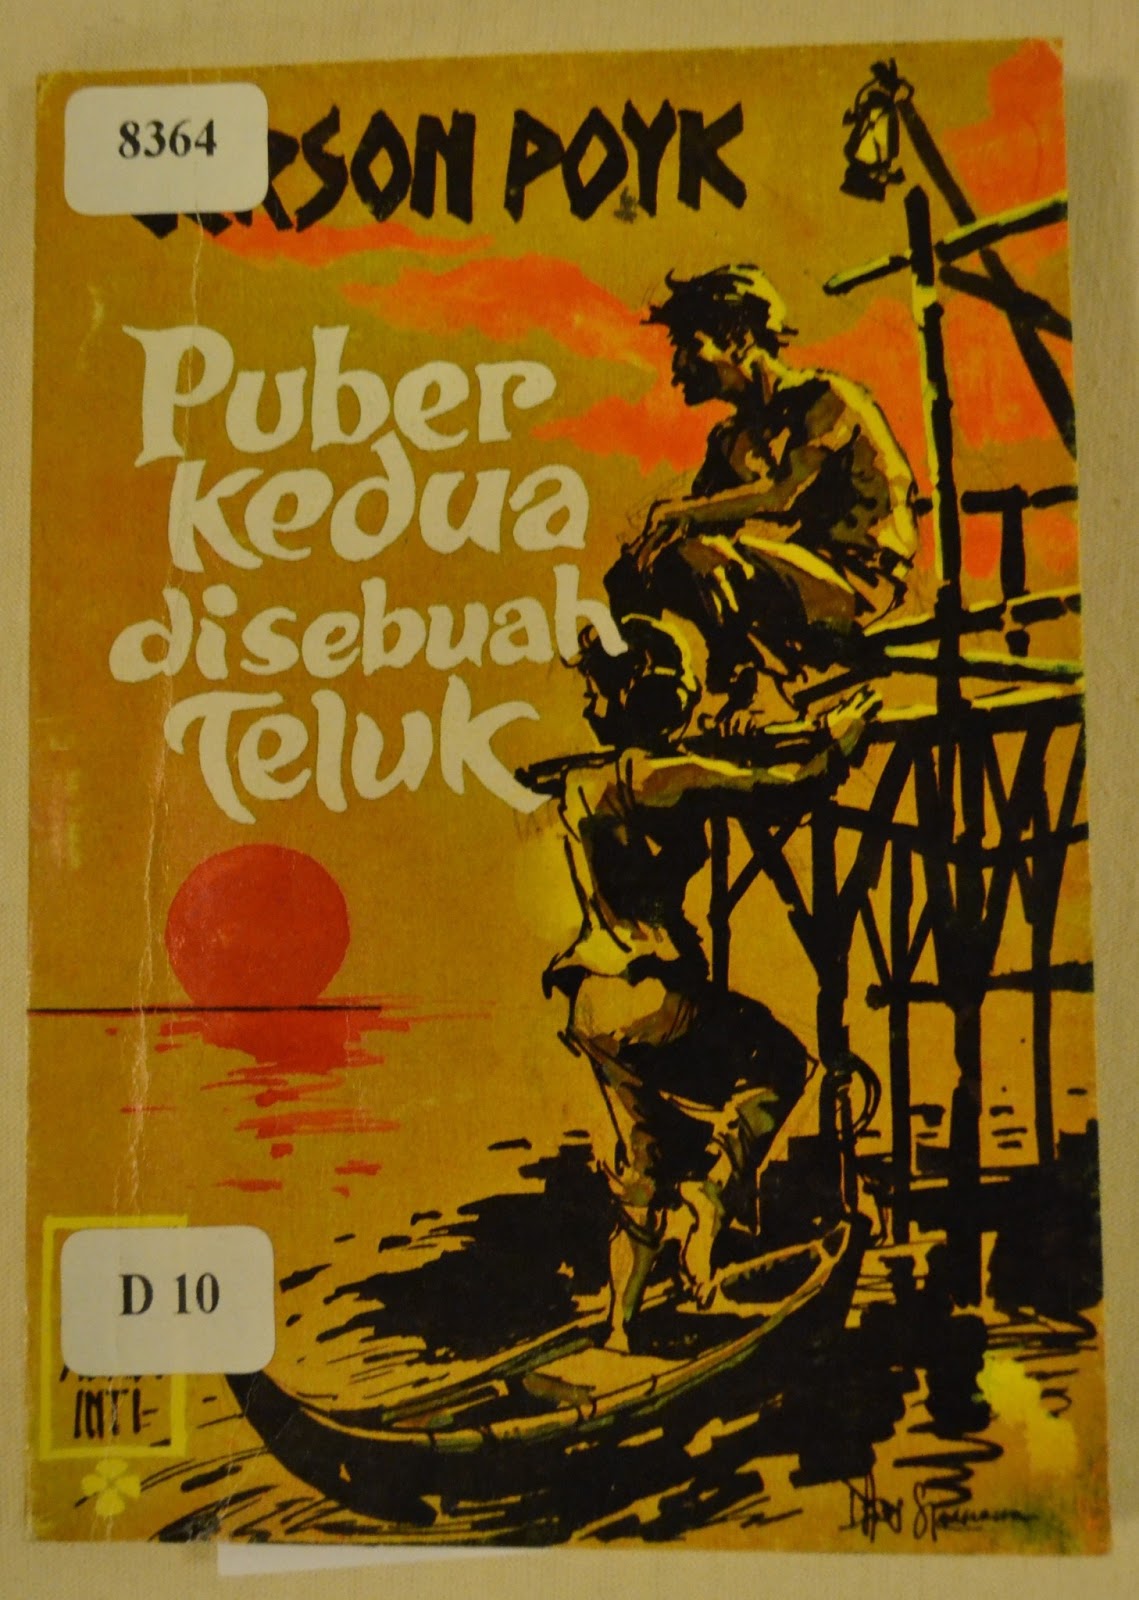 8364
RSON POYK
Puber
kedua
disebuah
Teluk
D 10
INTI